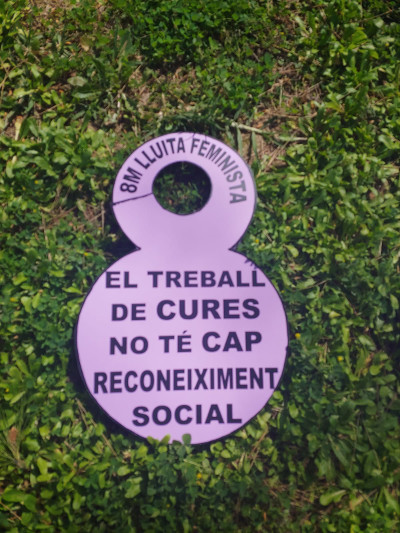 8M LLUITA FEMINISTA
EL TREBALL
DE CURES
NO TÉ CAP
RECONEIXIMENT
SOCIAL